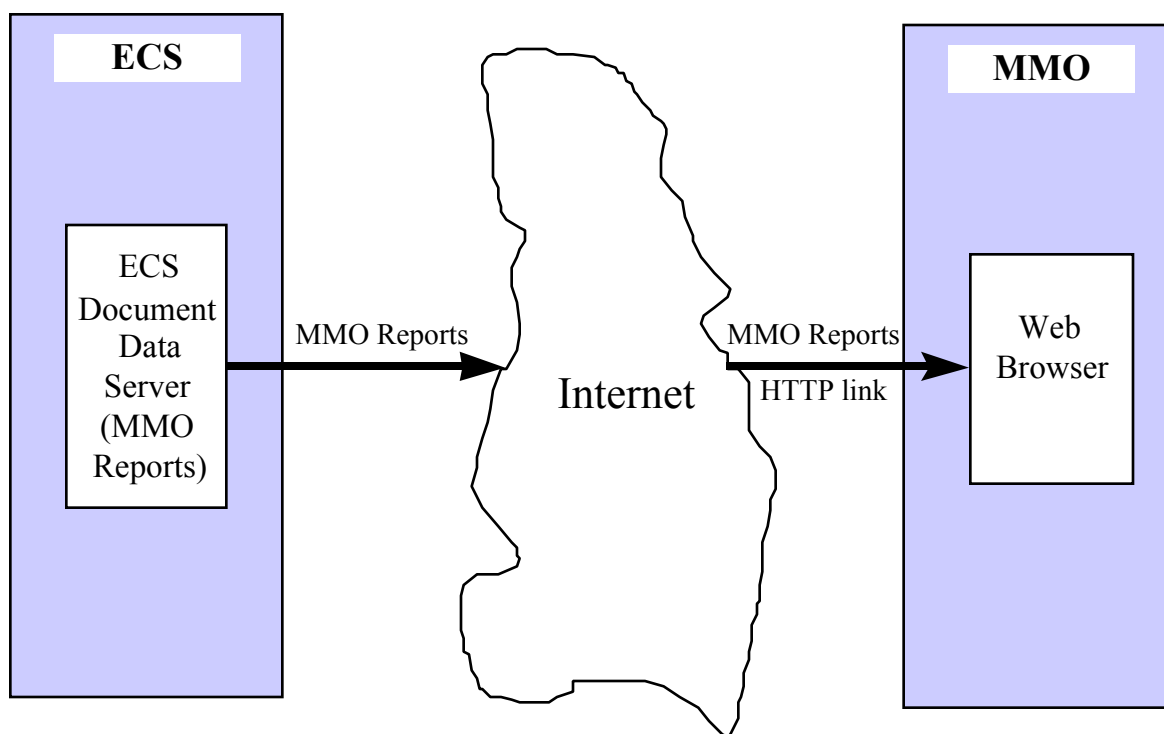 ECS
ECS
Document
Data
Server
(MMO
Reports)
MMO Reports
Internet
MMO Reports
HTTP link
MMO
Web
Browser